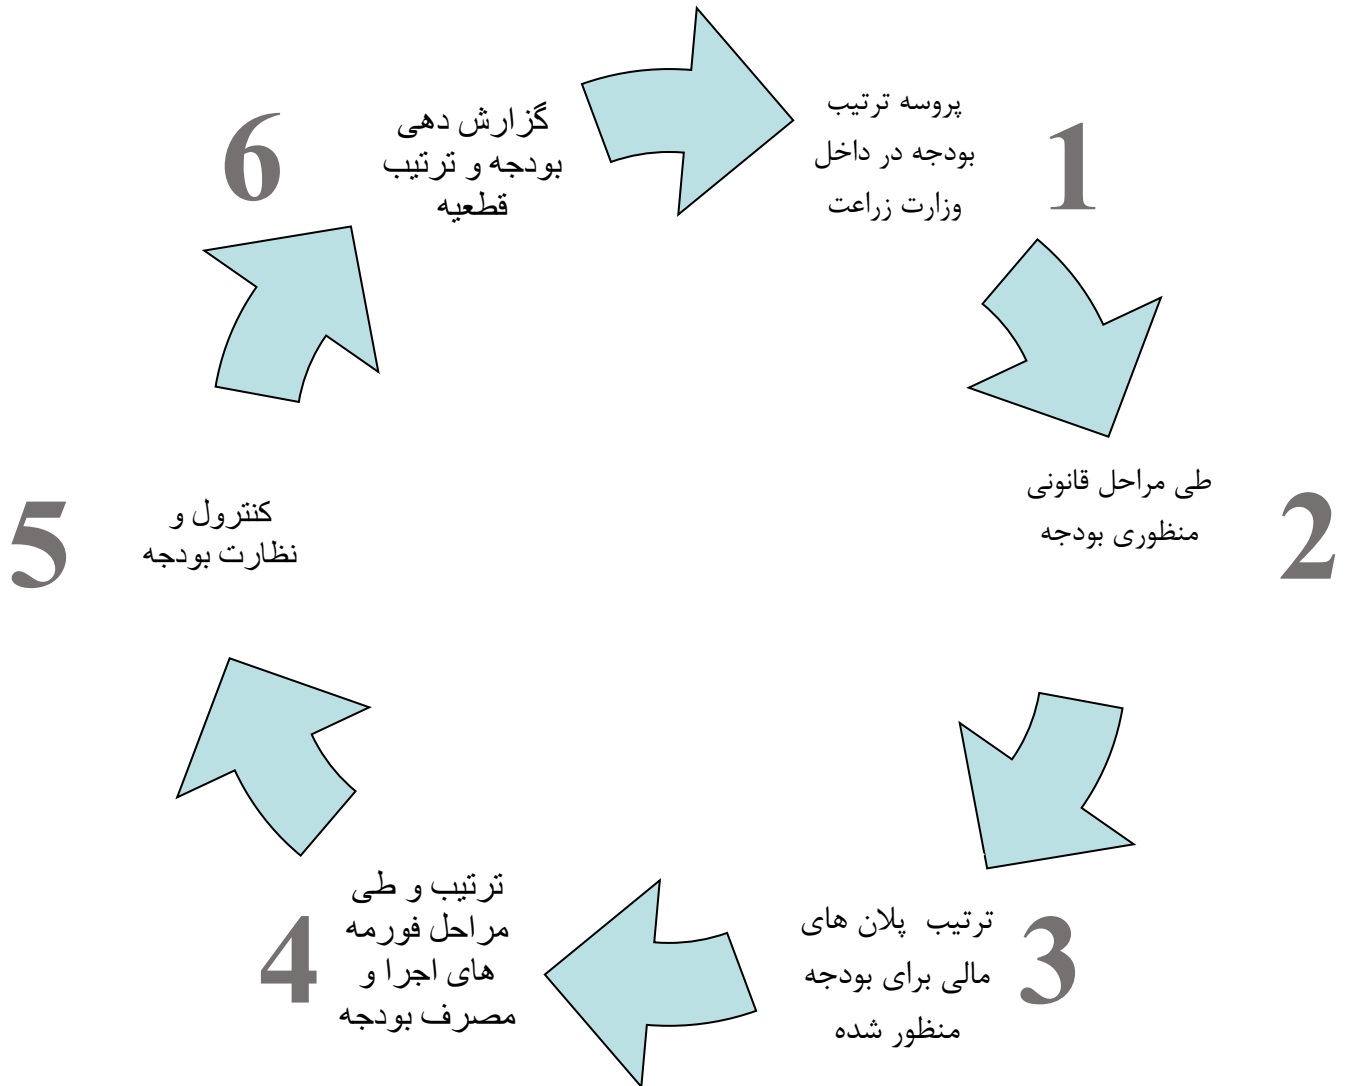 1
پروسه ترتیب
بودجه در داخل
وزارت زراعت
2
طی مراحل قانونی
منظوری بودجه
3
ترتیب پلان های
مالی برای بودجه
منظور شده
4
ترتیب و طی
مراحل فورمه
های اجرا و
مصرف بودجه
5
کنترول و
نظارت بودجه
6
گزارش دهی
بودجه و ترتیب
قطعیه